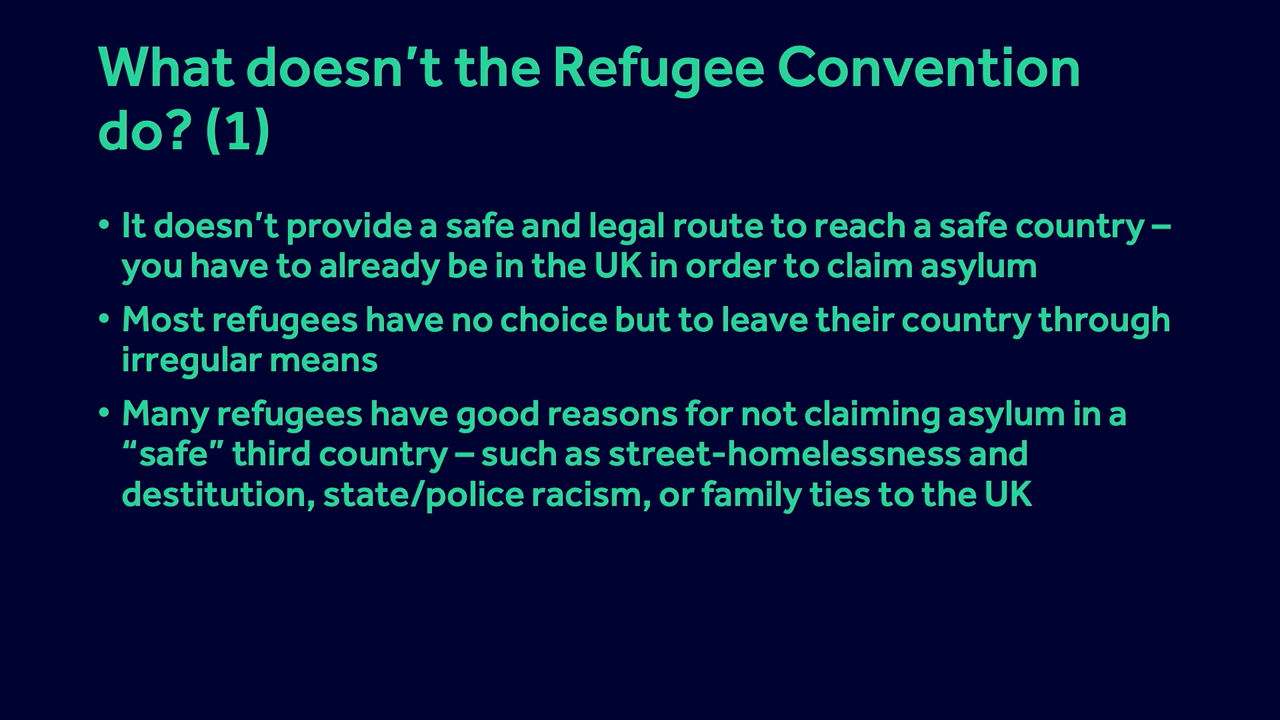 What doesn’t the Refugee Convention
do? (1)
• It doesn’t provide a safe and legal route to reach a safe country –
you have to already be in the UK in order to claim asylum
• Most refugees have no choice but to leave their country through
irregular means
• Many refugees have good reasons for not claiming asylum in a
“safe” third country – such as street-homelessness and
destitution, state/police racism, or family ties to the UK